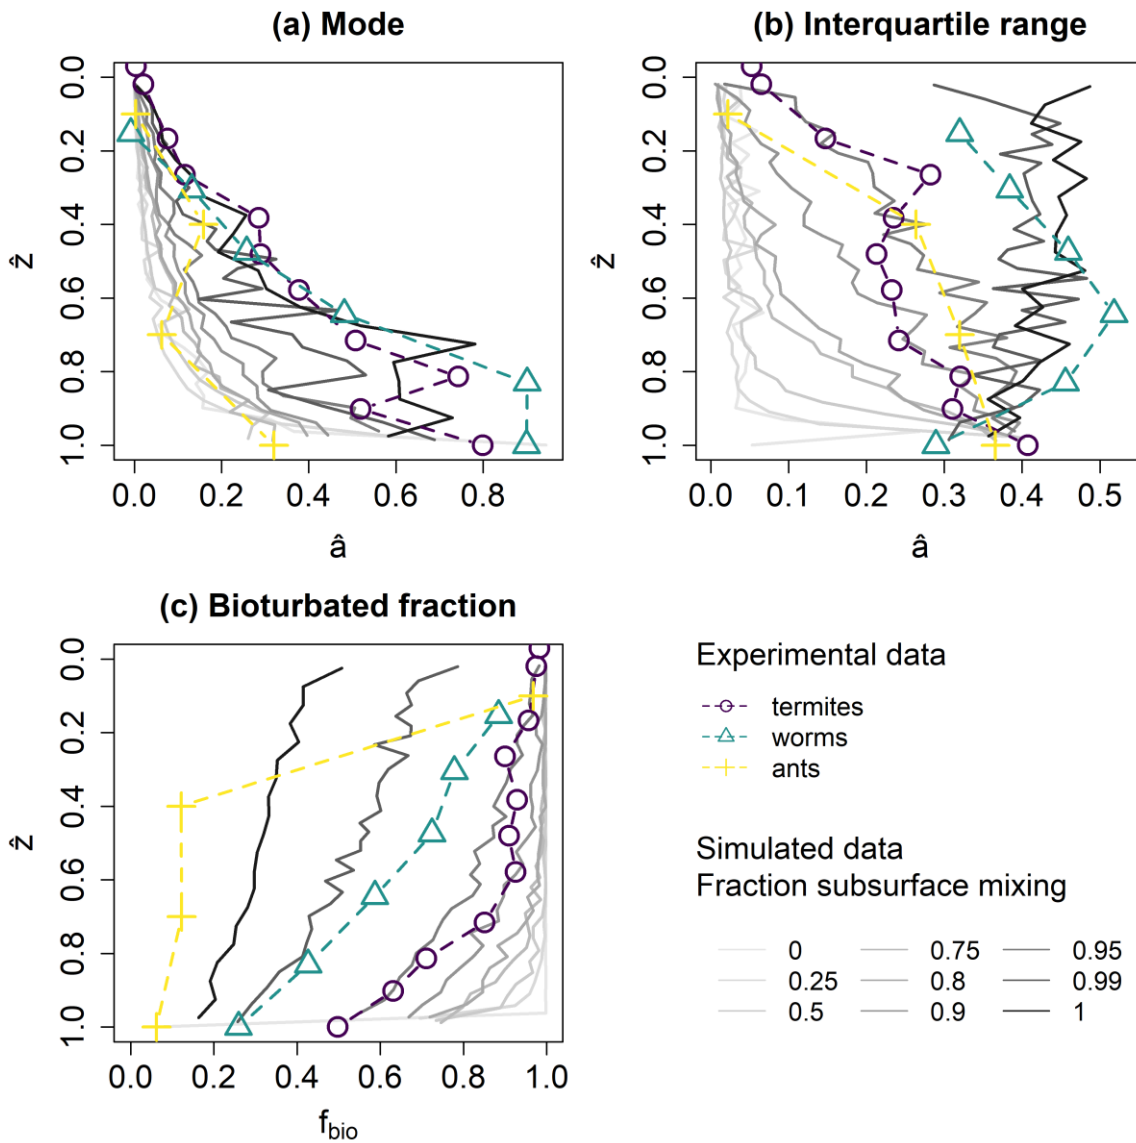 (a) Mode
(b) Interquartile range
0.0
0.2
0.4
0.6
0.8
1.0
ẑ
0.0 0.2 0.4 0.6 0.8
â
0.0
0.2
0.4
0.6
0.8
1.0
ẑ
0.0 0.1 0.2 0.3 0.4 0.5
â
(c) Bioturbated fraction
0.0
0.2
0.4
0.6
0.8
1.0
ẑ
0.0 0.2 0.4 0.6 0.8 1.0
fbio
Experimental data
termites
worms
ants
Simulated data
Fraction subsurface mixing
0 0.75 0.95
0.25 0.8 0.99
0.5 0.9 1